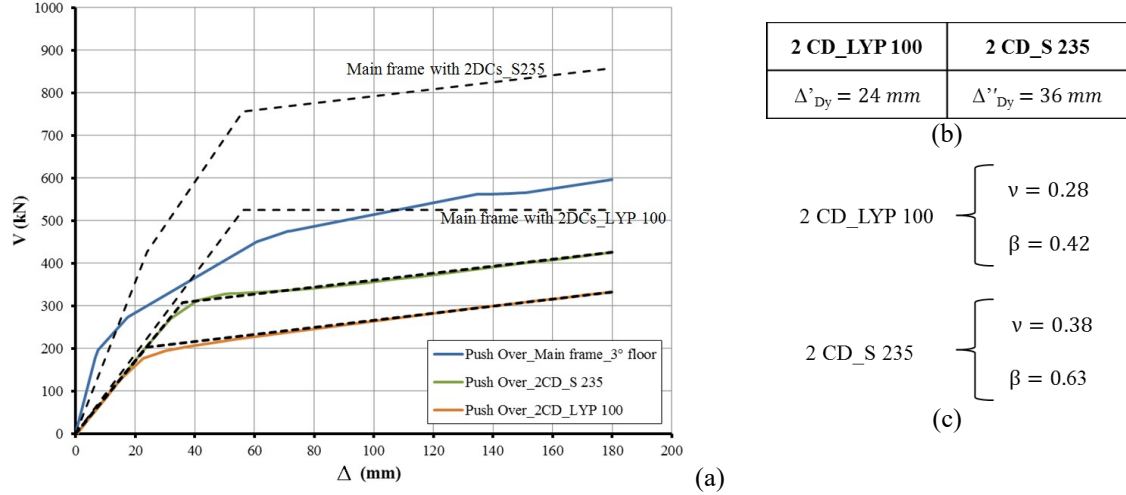 1000
900
800
700
600
500
400
300
200
100
0
V (kN)
Main frame with 2DCs_S235
Main frame with 2DCs_LYP 100
Push Over_Main frame_3° floor
Push Over_2CD_S 235
Push Over_2CD_LYP 100
0 20 40 60 80 100 120 140 160 180 200
Δ (mm)
(a)
2 CD_LYP 100 2 CD_S 235
Δ'Dy = 24 mm Δ''Dy = 36 mm
(b)
ν = 0.28
2 CD_LYP 100
β = 0.42
ν = 0.38
2 CD_S 235
β = 0.63
(c)